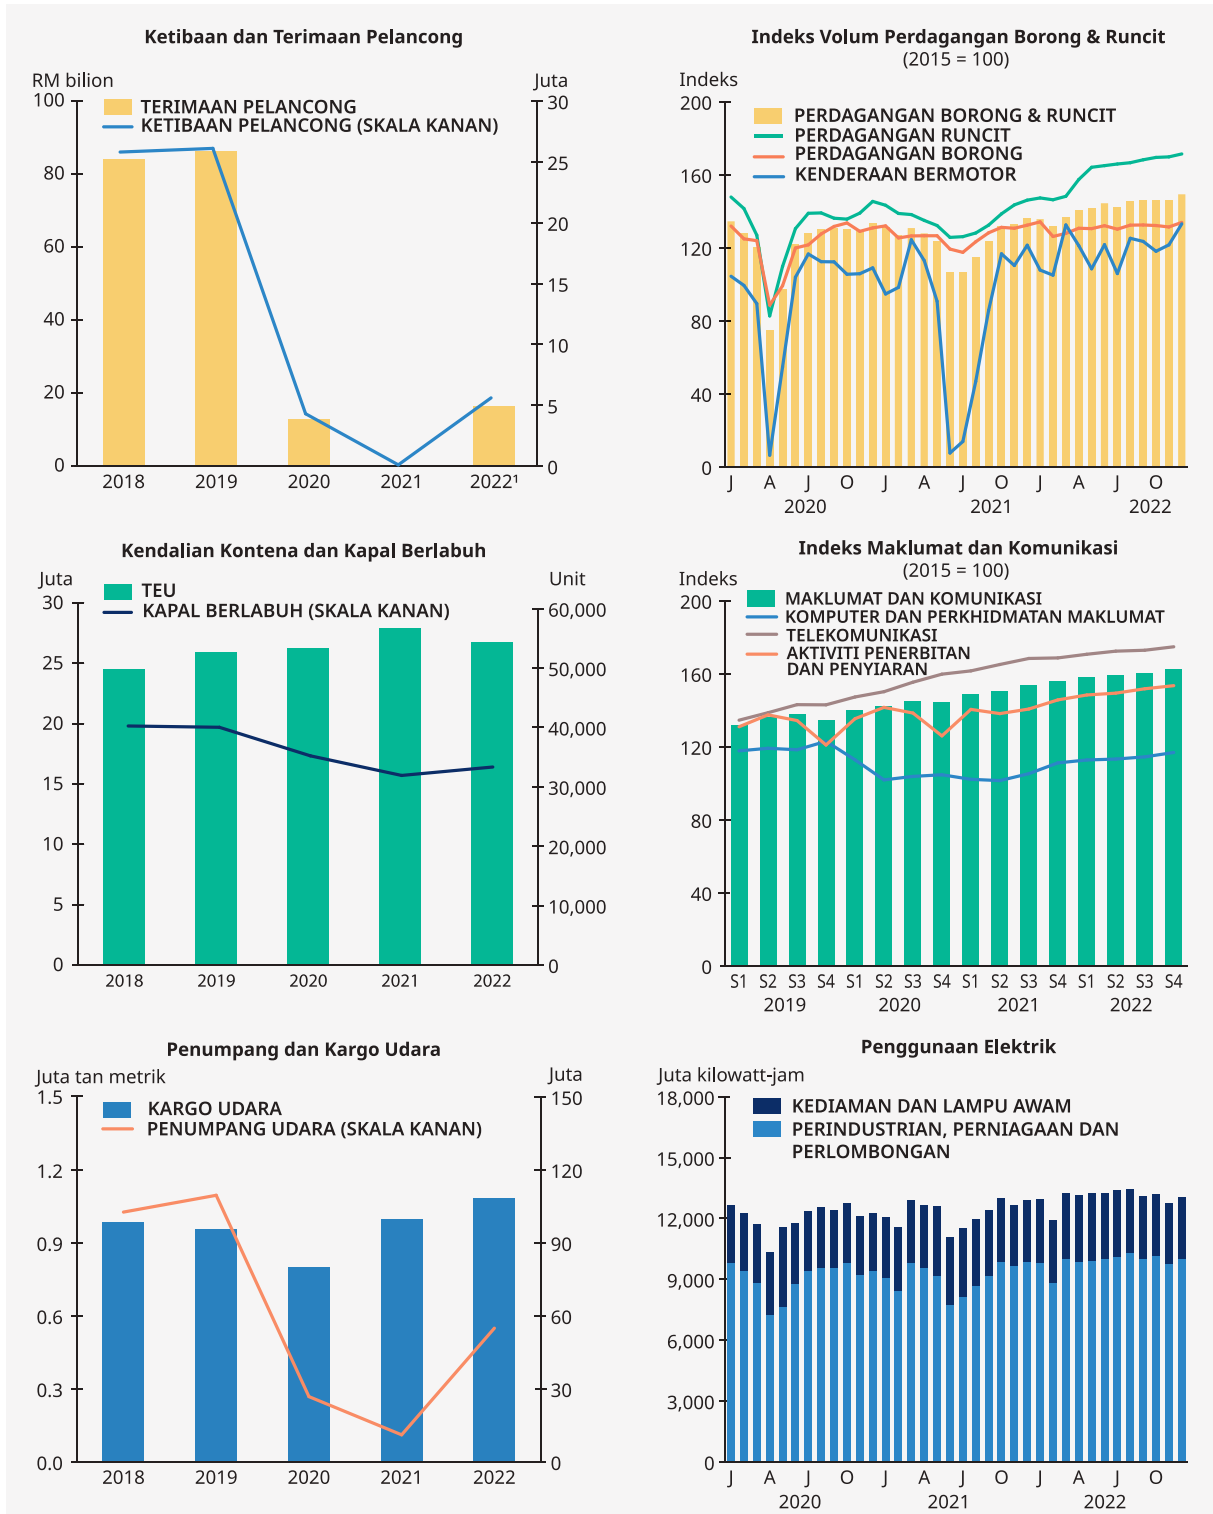 Ketibaan dan Terimaan Pelancong
RM bilion
Juta
TERIMAAN PELANCONG
KETIBAAN PELANCONG (SKALA KANAN)
100
80
60
40
20
0
30
25
20
15
10
5
0
2018 2019 2020 2021 2022¹
Indeks Volum Perdagangan Borong & Runcit
(2015 = 100)
Indeks
PERDAGANGAN BORONG & RUNCIT
PERDAGANGAN RUNCIT
PERDAGANGAN BORONG
KENDERAAN BERMOTOR
200
160
120
80
40
0
J A J O J A J O J A J O
2020 2021 2022
Kendalian Kontena dan Kapal Berlabuh
Juta
Unit
TEU
KAPAL BERLABUH (SKALA KANAN)
30
25
20
15
10
5
0
60,000
50,000
40,000
30,000
20,000
10,000
0
2018 2019 2020 2021 2022
Indeks Maklumat dan Komunikasi
(2015 = 100)
Indeks
MAKLUMAT DAN KOMUNIKASI
KOMPUTER DAN PERKHIDMATAN MAKLUMAT
TELEKOMUNIKASI
AKTIVITI PENERBITAN
DAN PENYIARAN
200
160
120
80
40
0
S1 S2 S3 S4 S1 S2 S3 S4 S1 S2 S3 S4 S1 S2 S3 S4
2019 2020 2021 2022
Penumpang dan Kargo Udara
Juta tan metrik
Juta
KARGO UDARA
PENUMPANG UDARA (SKALA KANAN)
1.5
1.2
0.9
0.6
0.3
0.0
150
120
90
60
30
0
2018 2019 2020 2021 2022
Penggunaan Elektrik
Juta kilowatt-jam
KEDIAMAN DAN LAMPU AWAM
PERINDUSTRIAN, PERNIAGAAN DAN
PERLOMBONGAN
18,000
15,000
12,000
9,000
6,000
3,000
0
J A J O J A J O J A J O
2020 2021 2022